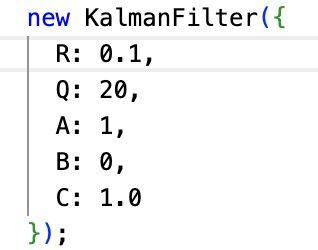 new KalmanFilter({
R: 0.1,
Q: 20,
A: 1,
B: 0,
C: 1.0
});